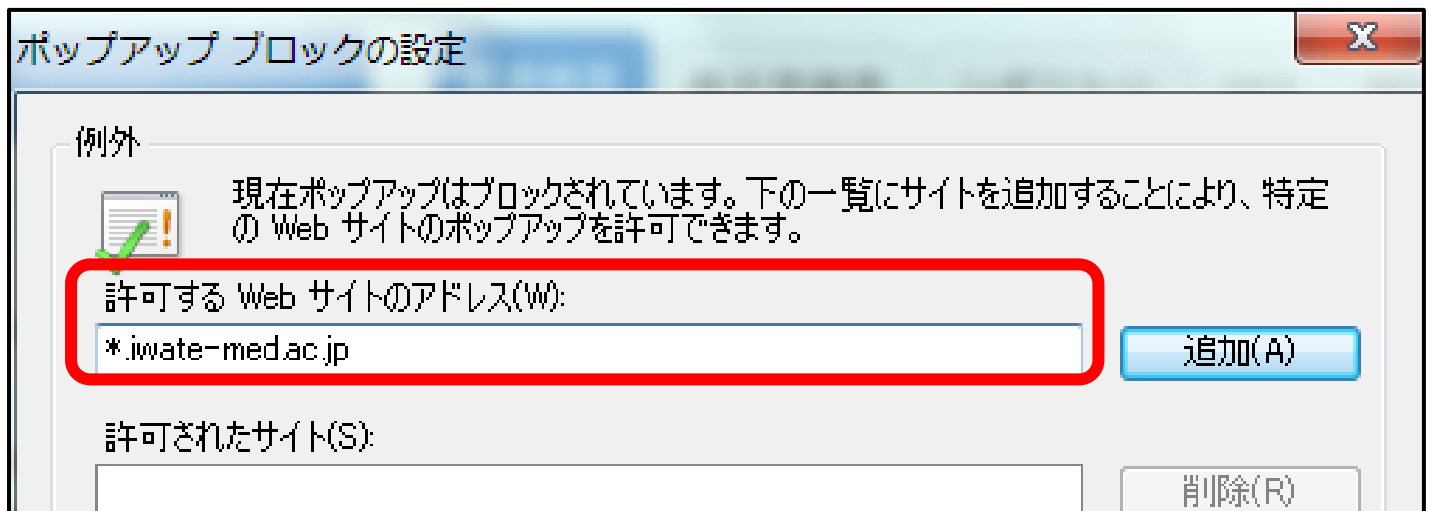 ポップアップ ブロックの設定
例外
現在ポップアップはブロックされています。下の一覧にサイトを追加することにより、特定
の Web サイトのポップアップを許可できます。
許可する Web サイトのアドレス(W):
*.iwate-med.ac.jp
追加(A)
許可されたサイト(S):
削除(R)